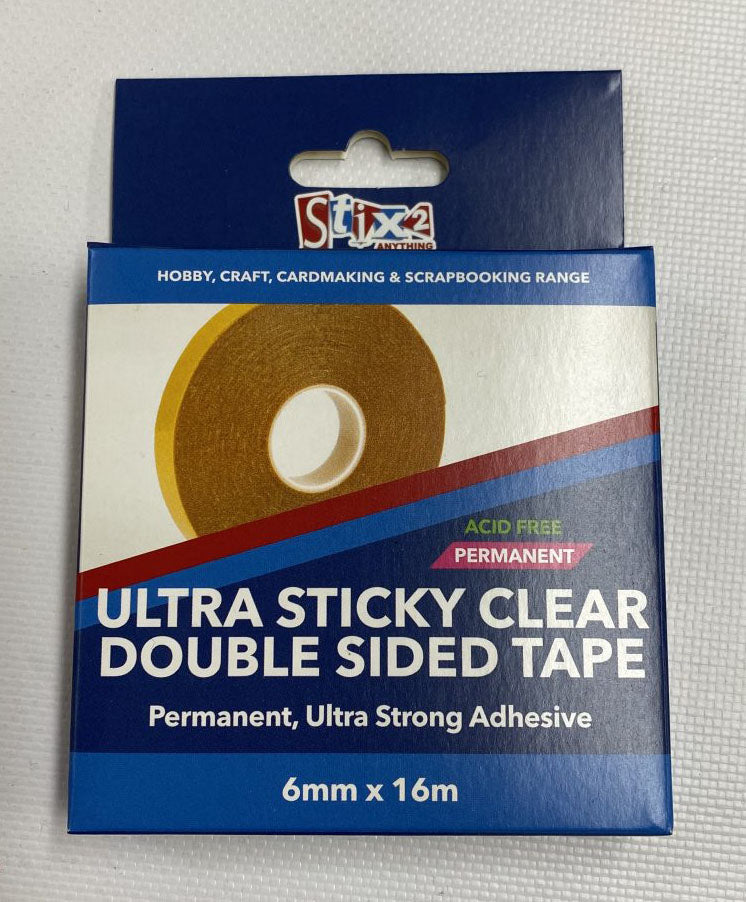 Stix2
ANYTHING
HOBBY, CRAFT, CARDMAKING & SCRAPBOOKING RANGE
ACID FREE
PERMANENT
ULTRA STICKY CLEAR
DOUBLE SIDED TAPE
Permanent, Ultra Strong Adhesive
6mm x 16m